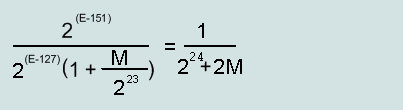 2^(E-151) / (2^(E-127)(1 + M/2^23)) = 1 / (2^24+2M)